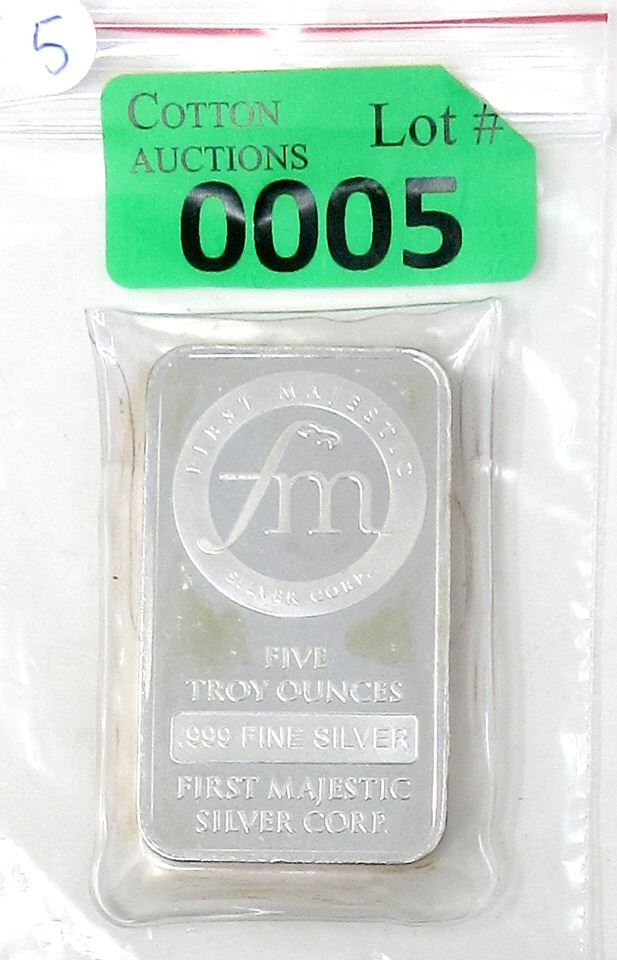 5
COTTON
AUCTIONS
Lot #
0005
FIRST MAJESTIC
fm
SILVER CORP.
FIVE
TROY OUNCES
.999 FINE SILVER
FIRST MAJESTIC
SILVER CORP.